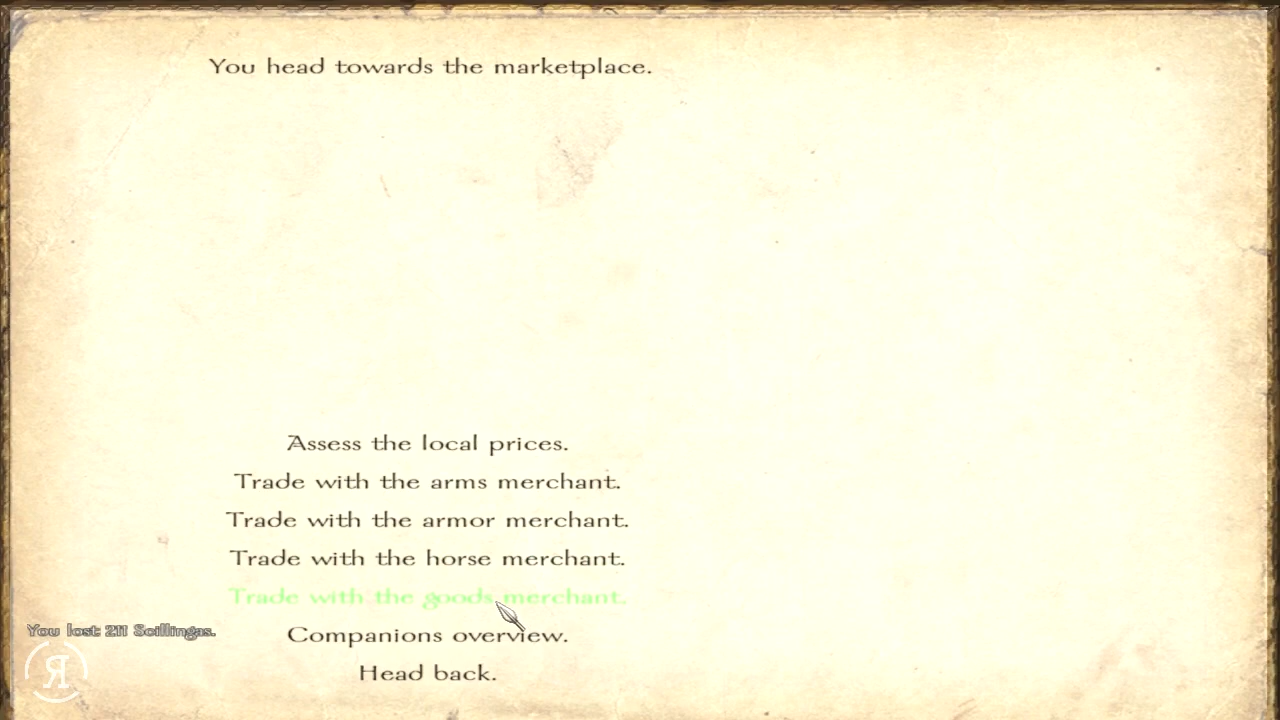 You head towards the marketplace.
Assess the local prices.
Trade with the arms merchant.
Trade with the armor merchant.
Trade with the horse merchant.
Trade with the goods merchant.
You lost 211 Scillingas.
Companions overview.
Head back.